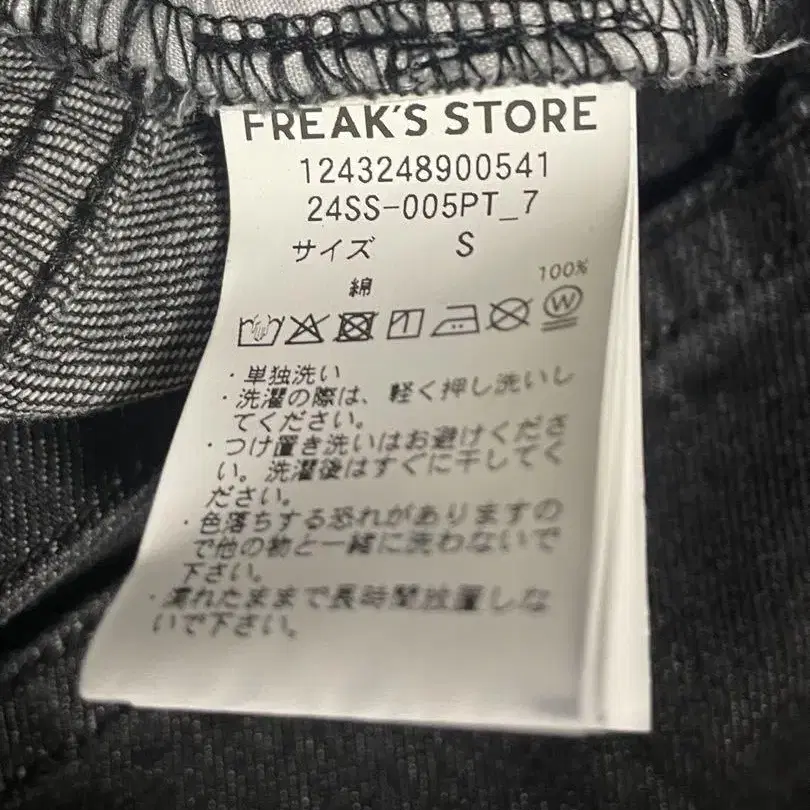 FREAK'S STORE
1243248900541
24SS-005PT_7
サイズ S
綿 100%
W
・単独洗い
・洗濯の際は、軽く押し洗いし
てください。
・つけ置き洗いはお避けくださ
い。洗濯後はすぐに干してく
ださい。
・色落ちする恐れがありますの
で他の物と一緒に洗わないで
下さい。
・濡れたままで長時間放置しな
いで下さい。